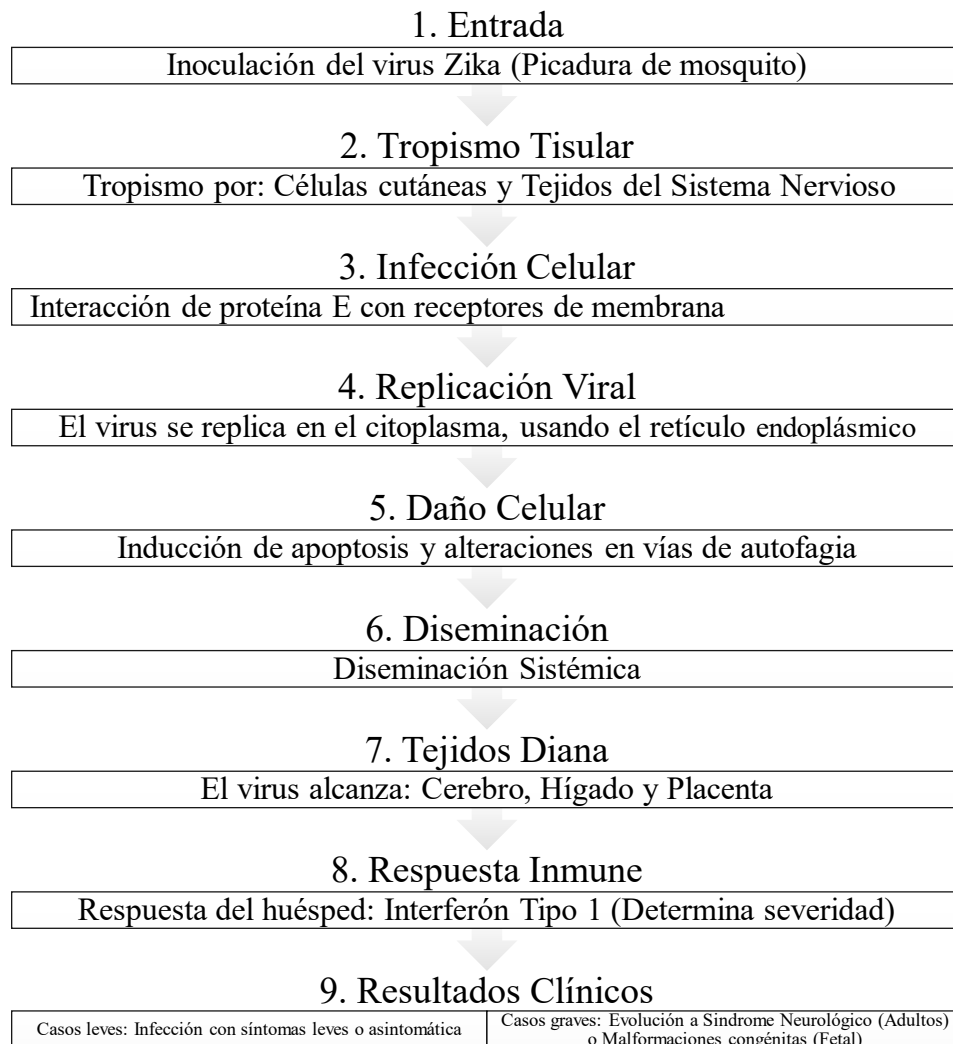 1. Entrada
Inoculación del virus Zika (Picadura de mosquito)
2. Tropismo Tisular
Tropismo por: Células cutáneas y Tejidos del Sistema Nervioso
3. Infección Celular
Interacción de proteína E con receptores de membrana
4. Replicación Viral
El virus se replica en el citoplasma, usando el retículo endoplásmico
5. Daño Celular
Inducción de apoptosis y alteraciones en vías de autofagia
6. Diseminación
Diseminación Sistémica
7. Tejidos Diana
El virus alcanza: Cerebro, Hígado y Placenta
8. Respuesta Inmune
Respuesta del huésped: Interferón Tipo 1 (Determina severidad)
9. Resultados Clínicos
Casos leves: Infección con síntomas leves o asintomática
Casos graves: Evolución a Sindrome Neurológico (Adultos)
o Malformaciones congénitas (Fetal)